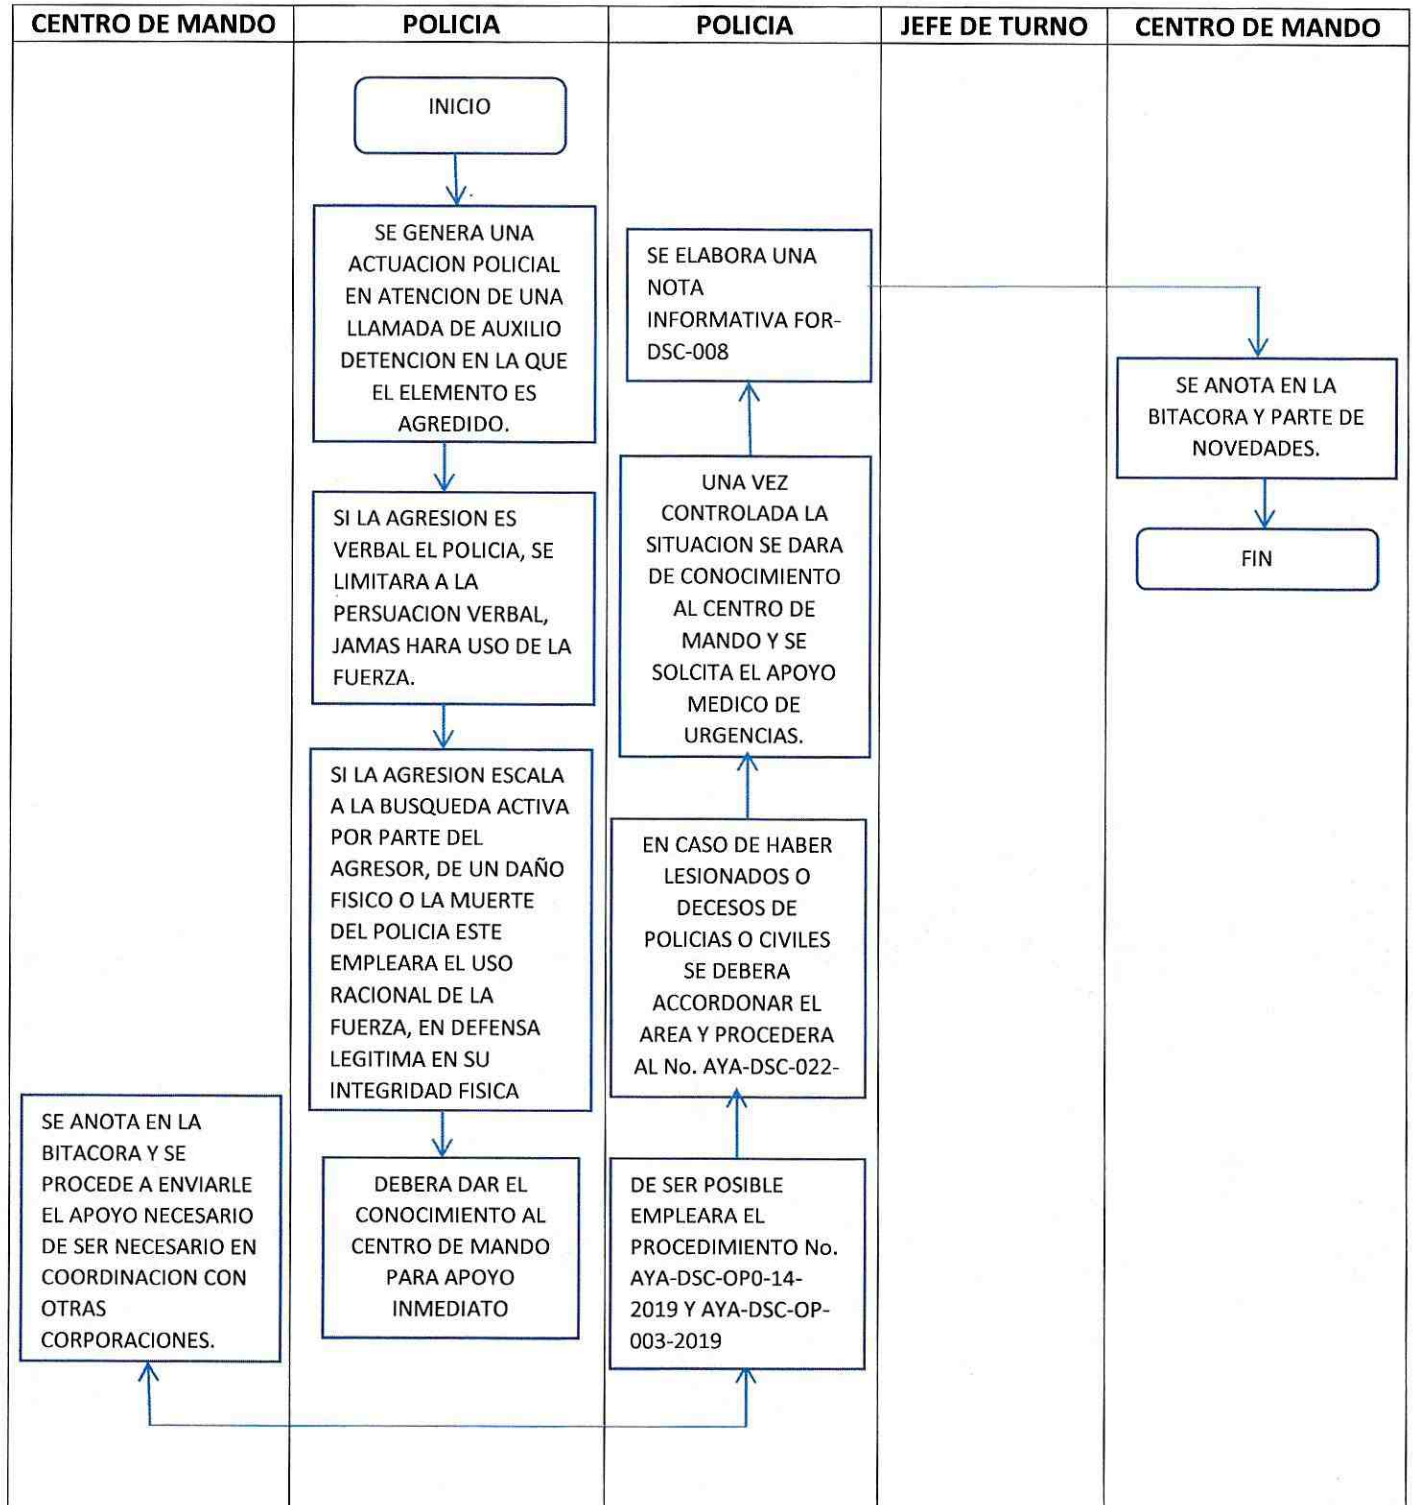 CENTRO DE MANDO
POLICIA
POLICIA
JEFE DE TURNO
CENTRO DE MANDO
INICIO
SE GENERA UNA
ACTUACION POLICIAL
EN ATENCION DE UNA
LLAMADA DE AUXILIO
DETENCION EN LA QUE
EL ELEMENTO ES
AGREDIDO.
SI LA AGRESION ES
VERBAL EL POLICIA, SE
LIMITARA A LA
PERSUACION VERBAL,
JAMAS HARA USO DE LA
FUERZA.
SI LA AGRESION ESCALA
A LA BUSQUEDA ACTIVA
POR PARTE DEL
AGRESOR, DE UN DAÑO
FISICO O LA MUERTE
DEL POLICIA ESTE
EMPLEARA EL USO
RACIONAL DE LA
FUERZA, EN DEFENSA
LEGITIMA EN SU
INTEGRIDAD FISICA
DEBERA DAR EL
CONOCIMIENTO AL
CENTRO DE MANDO
PARA APOYO
INMEDIATO
SE ANOTA EN LA
BITACORA Y SE
PROCEDE A ENVIARLE
EL APOYO NECESARIO
DE SER NECESARIO EN
COORDINACION CON
OTRAS
CORPORACIONES.
DE SER POSIBLE
EMPLEARA EL
PROCEDIMIENTO No.
AYA-DSC-OP0-14-
2019 Y AYA-DSC-OP-
003-2019
EN CASO DE HABER
LESIONADOS O
DECESOS DE
POLICIAS O CIVILES
SE DEBERA
ACCORDONAR EL
AREA Y PROCEDERA
AL No. AYA-DSC-022-
UNA VEZ
CONTROLADA LA
SITUACION SE DARA
DE CONOCIMIENTO
AL CENTRO DE
MANDO Y SE
SOLCITA EL APOYO
MEDICO DE
URGENCIAS.
SE ELABORA UNA
NOTA
INFORMATIVA FOR-
DSC-008
SE ANOTA EN LA
BITACORA Y PARTE DE
NOVEDADES.
FIN